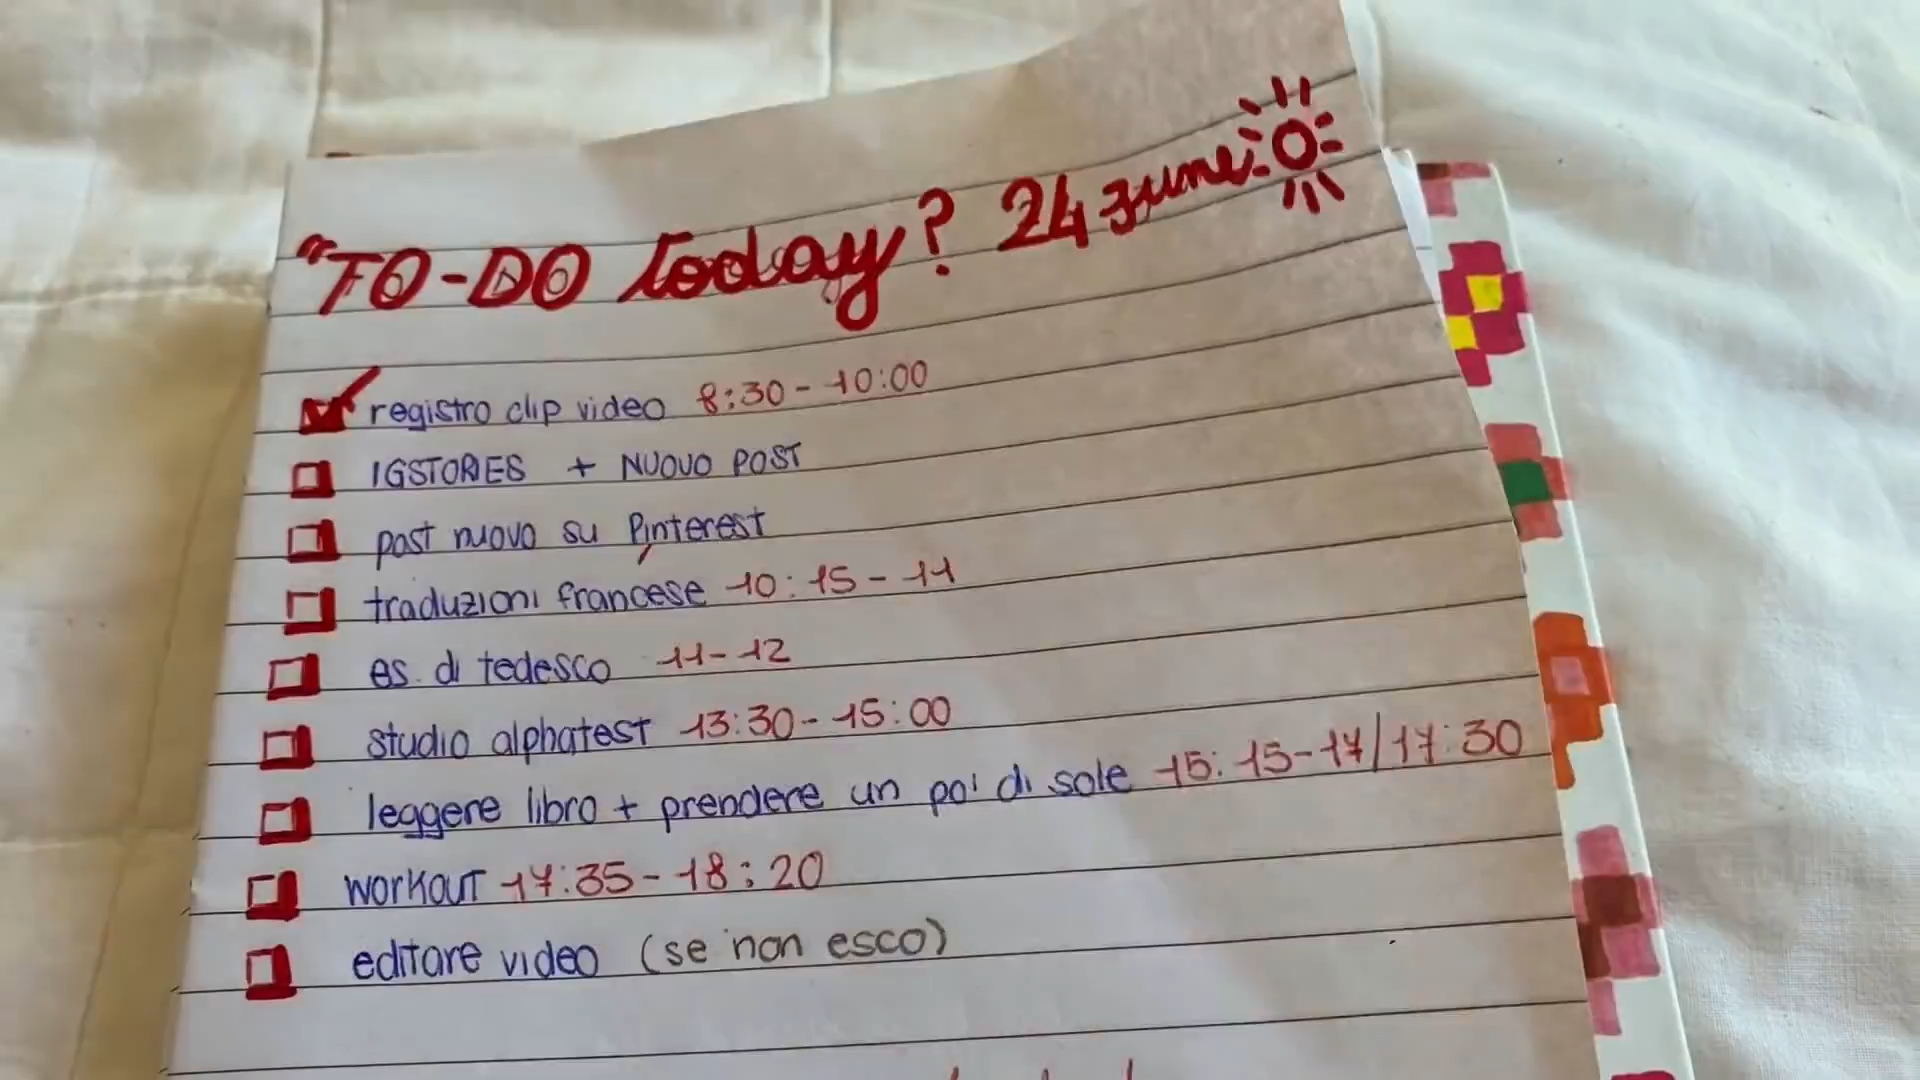 "TO-DO today? 24 june
registro clip video 8:30-10:00
IGSTORIES + NUOVO POST
post nuovo su Pinterest
traduzioni francese 10:15-11
es. di tedesco 11-12
studio alphatest 13:30-15:00
leggere libro + prendere un po' di sole 15:15-17/17:30
workout 17:35-18:20
editare video (se non esco)